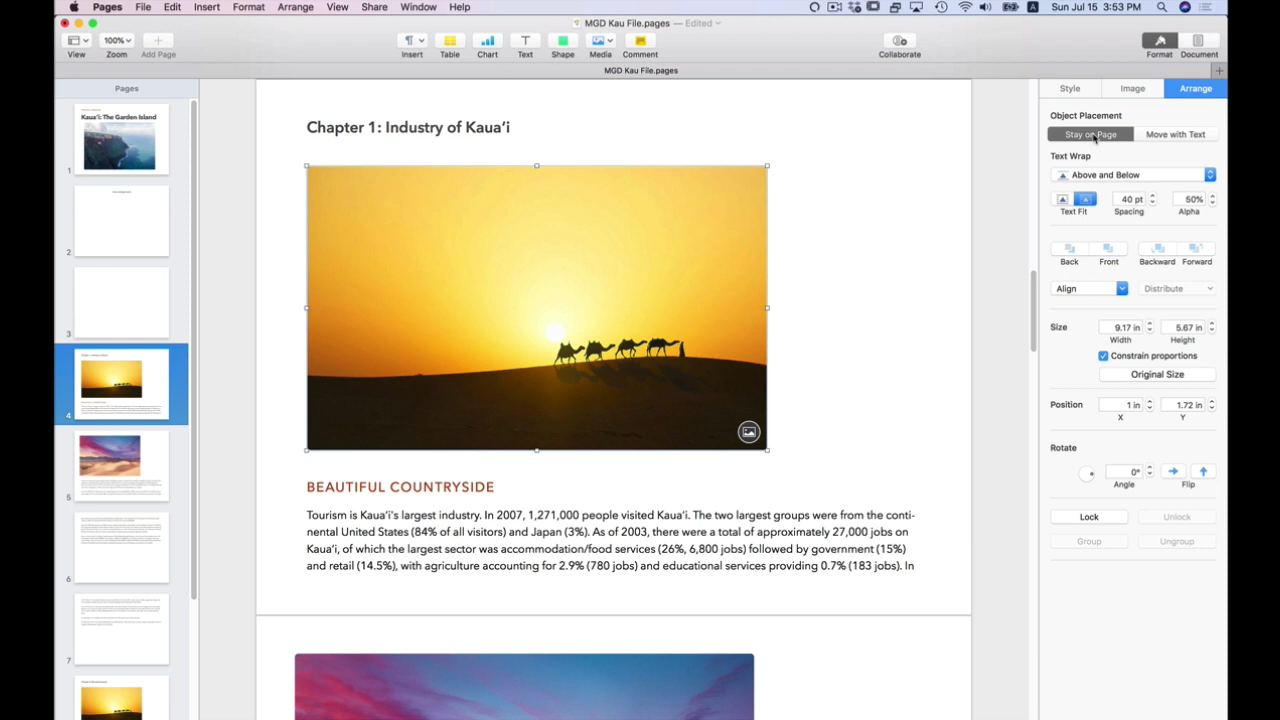 Pages File Edit Insert Format Arrange View Share Window Help
A Sun Jul 15 3:53 PM
MGD Kau File.pages — Edited
100%
View Zoom Add Page
Insert Table Chart Text Shape Media Comment
Collaborate
Format Document
MGD Kau File.pages
Pages
Kauaʻi: The Garden Island
1
2
3
4
5
6
7
Chapter 1: Industry of Kauaʻi
BEAUTIFUL COUNTRYSIDE
Tourism is Kauaʻi's largest industry. In 2007, 1,271,000 people visited Kauaʻi. The two largest groups were from the conti-
nental United States (84% of all visitors) and Japan (3%). As of 2003, there were a total of approximately 27,000 jobs on
Kauaʻi, of which the largest sector was accommodation/food services (26%, 6,800 jobs) followed by government (15%)
and retail (14.5%), with agriculture accounting for 2.9% (780 jobs) and educational services providing 0.7% (183 jobs). In
Style Image Arrange
Object Placement
Stay on Page Move with Text
Text Wrap
Above and Below
40 pt 50%
Text Fit Spacing Alpha
Back Front Backward Forward
Align Distribute
Size 9.17 in 5.67 in
Width Height
Constrain proportions
Original Size
Position 1 in 1.72 in
X Y
Rotate
0°
Angle Flip
Lock Unlock
Group Ungroup